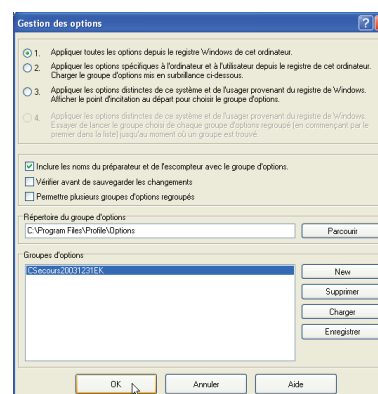 Gestion des options
1. Appliquer toutes les options depuis le registre Windows de cet ordinateur.
2. Appliquer les options spécifiques à l'ordinateur et à l'utilisateur depuis le registre de cet ordinateur.
Charger le groupe d'options mis en surbrillance ci-dessous.
3. Appliquer les options distinctes de ce système et de l'usager provenant du registre de Windows.
Afficher le point d'incitation au départ pour choisir le groupe d'options.
4. Appliquer les options distinctes de ce système et de l'usager provenant du registre de Windows.
Essayer de lancer le groupe choisi de chaque groupe d'options regroupé (en commençant par le
premier dans la liste) jusqu'au moment où un groupe est trouvé.
Inclure les noms du préparateur et de l'escompteur avec le groupe d'options.
Vérifier avant de sauvegarder les changements
Permettre plusieurs groupes d'options regroupés
Répertoire du groupe d'options
C:\Program Files\Profile\Options
Parcourir
Groupes d'options
CSecours20031231EK
New
Supprimer
Charger
Enregistrer
OK
Annuler
Aide